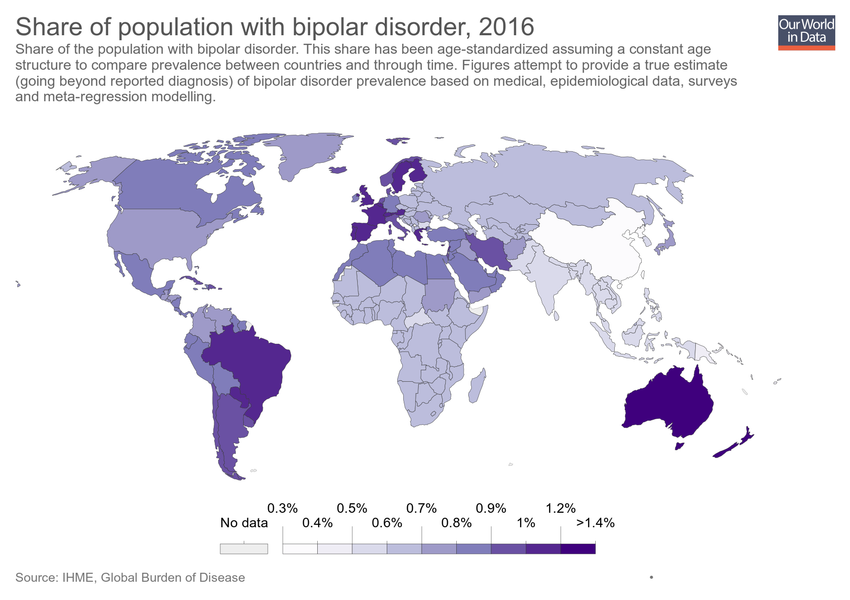 Share of population with bipolar disorder, 2016
Our World
in Data
Share of the population with bipolar disorder. This share has been age-standardized assuming a constant age
structure to compare prevalence between countries and through time. Figures attempt to provide a true estimate
(going beyond reported diagnosis) of bipolar disorder prevalence based on medical, epidemiological data, surveys
and meta-regression modelling.
0.3% 0.5% 0.7% 0.9% 1.2%
No data 0.4% 0.6% 0.8% 1% >1.4%
Source: IHME, Global Burden of Disease